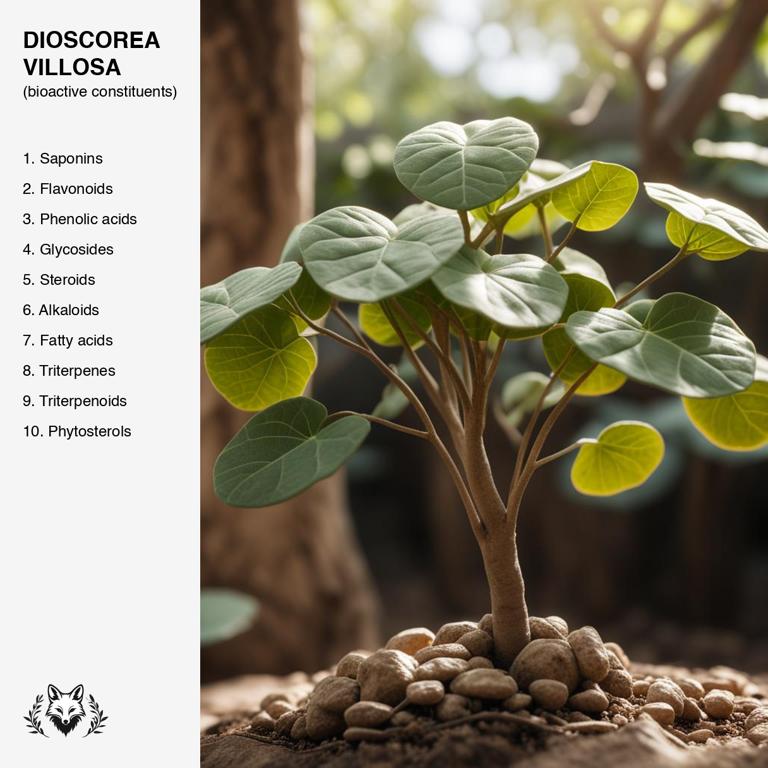 DIOSCOREA
VILLOSA
(bioactive constituents)
1. Saponins
2. Flavonoids
3. Phenolic acids
4. Glycosides
5. Steroids
6. Alkaloids
7. Fatty acids
8. Triterpenes
9. Triterpenoids
10. Phytosterols